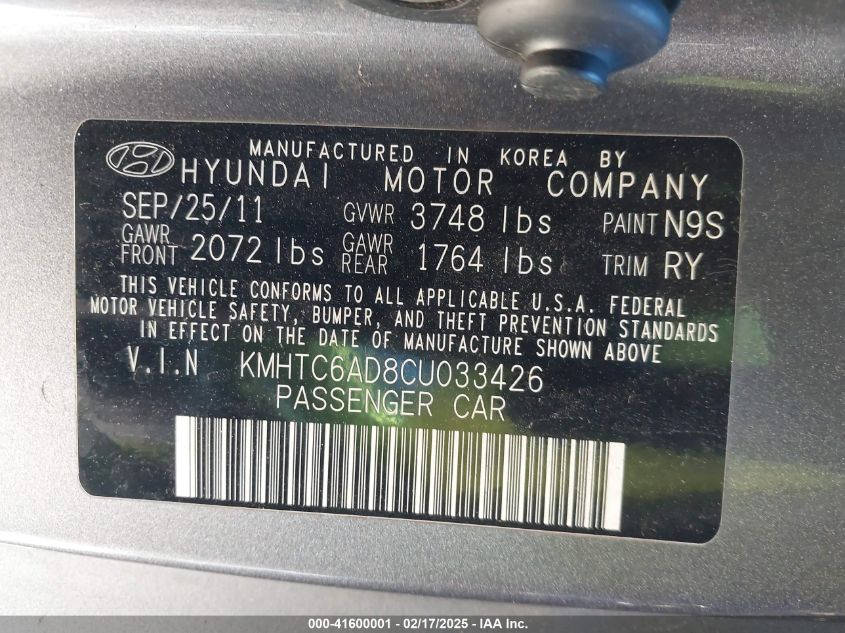 MANUFACTURED IN KOREA BY
HYUNDAI MOTOR COMPANY
SEP/25/11 GVWR 3748 lbs PAINT N9S
GAWR FRONT 2072 lbs GAWR REAR 1764 lbs TRIM RY
THIS VEHICLE CONFORMS TO ALL APPLICABLE U.S.A. FEDERAL
MOTOR VEHICLE SAFETY, BUMPER, AND THEFT PREVENTION STANDARDS
IN EFFECT ON THE DATE OF MANUFACTURE SHOWN ABOVE
V.I.N KMHTC6AD8CU033426
PASSENGER CAR
000-41600001 - 02/17/2025 - IAA Inc.